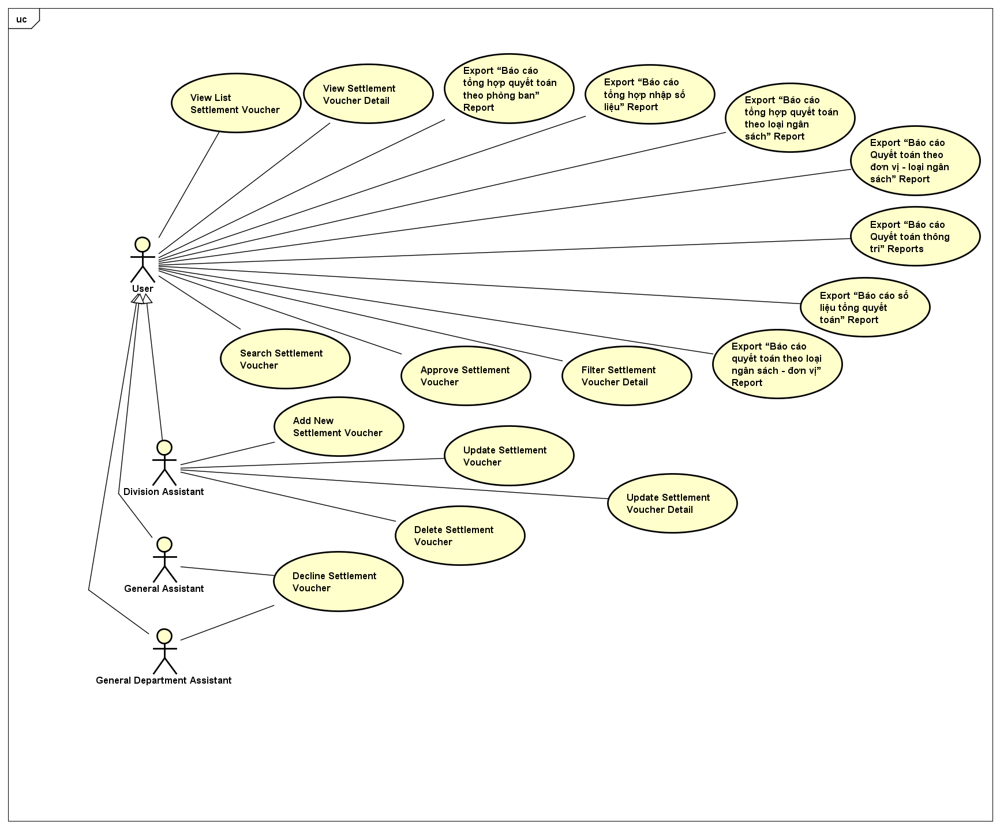 uc
View List
Settlement Voucher
View Settlement
Voucher Detail
Export “Báo cáo
tổng hợp quyết toán
theo phòng ban”
Report
Export “Báo cáo
tổng hợp nhập số
liệu” Report
Export “Báo cáo
tổng hợp quyết toán
theo loại ngân
sách” Report
Export “Báo cáo
Quyết toán theo
đơn vị - loại ngân
sách” Report
Export “Báo cáo
Quyết toán thông
tri” Reports
User
Export “Báo cáo số
liệu tổng quyết
toán” Report
Export “Báo cáo
quyết toán theo loại
ngân sách - đơn vị”
Report
Search Settlement
Voucher
Approve Settlement
Voucher
Filter Settlement
Voucher Detail
Add New
Settlement Voucher
Update Settlement
Voucher
Division Assistant
Update Settlement
Voucher Detail
Delete Settlement
Voucher
General Assistant
Decline Settlement
Voucher
General Department Assistant